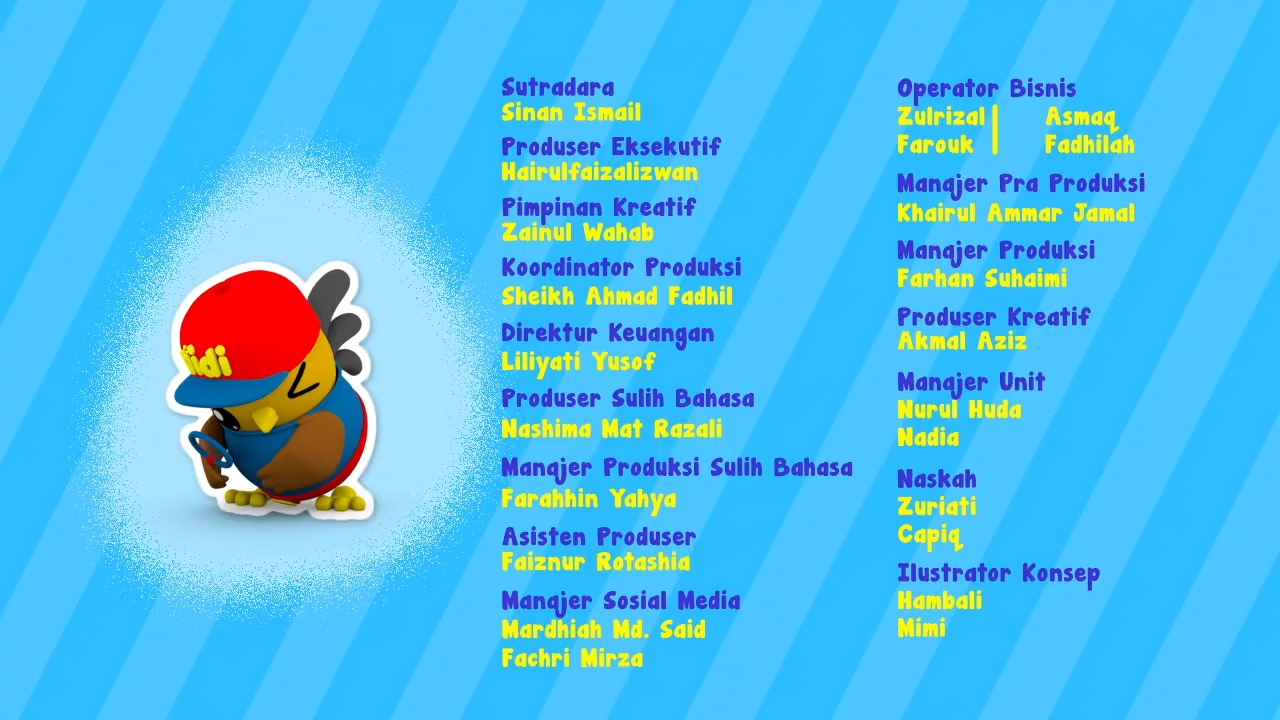 Didi
Sutradara
Sinan Ismail
Produser Eksekutif
Hairulfaizalizwan
Pimpinan Kreatif
Zainul Wahab
Koordinator Produksi
Sheikh Ahmad Fadhil
Direktur Keuangan
Liliyati Yusof
Produser Sulih Bahasa
Nashima Mat Razali
Manajer Produksi Sulih Bahasa
Farahhin Yahya
Asisten Produser
Faiznur Rotashia
Manajer Sosial Media
Mardhiah Md. Said
Fachri Mirza
Operator Bisnis
Zulrizal | Asmaq
Farouk | Fadhilah
Manajer Pra Produksi
Khairul Ammar Jamal
Manajer Produksi
Farhan Suhaimi
Produser Kreatif
Akmal Aziz
Manajer Unit
Nurul Huda
Nadia
Naskah
Zuriati
Capiq
Ilustrator Konsep
Hambali
Mimi